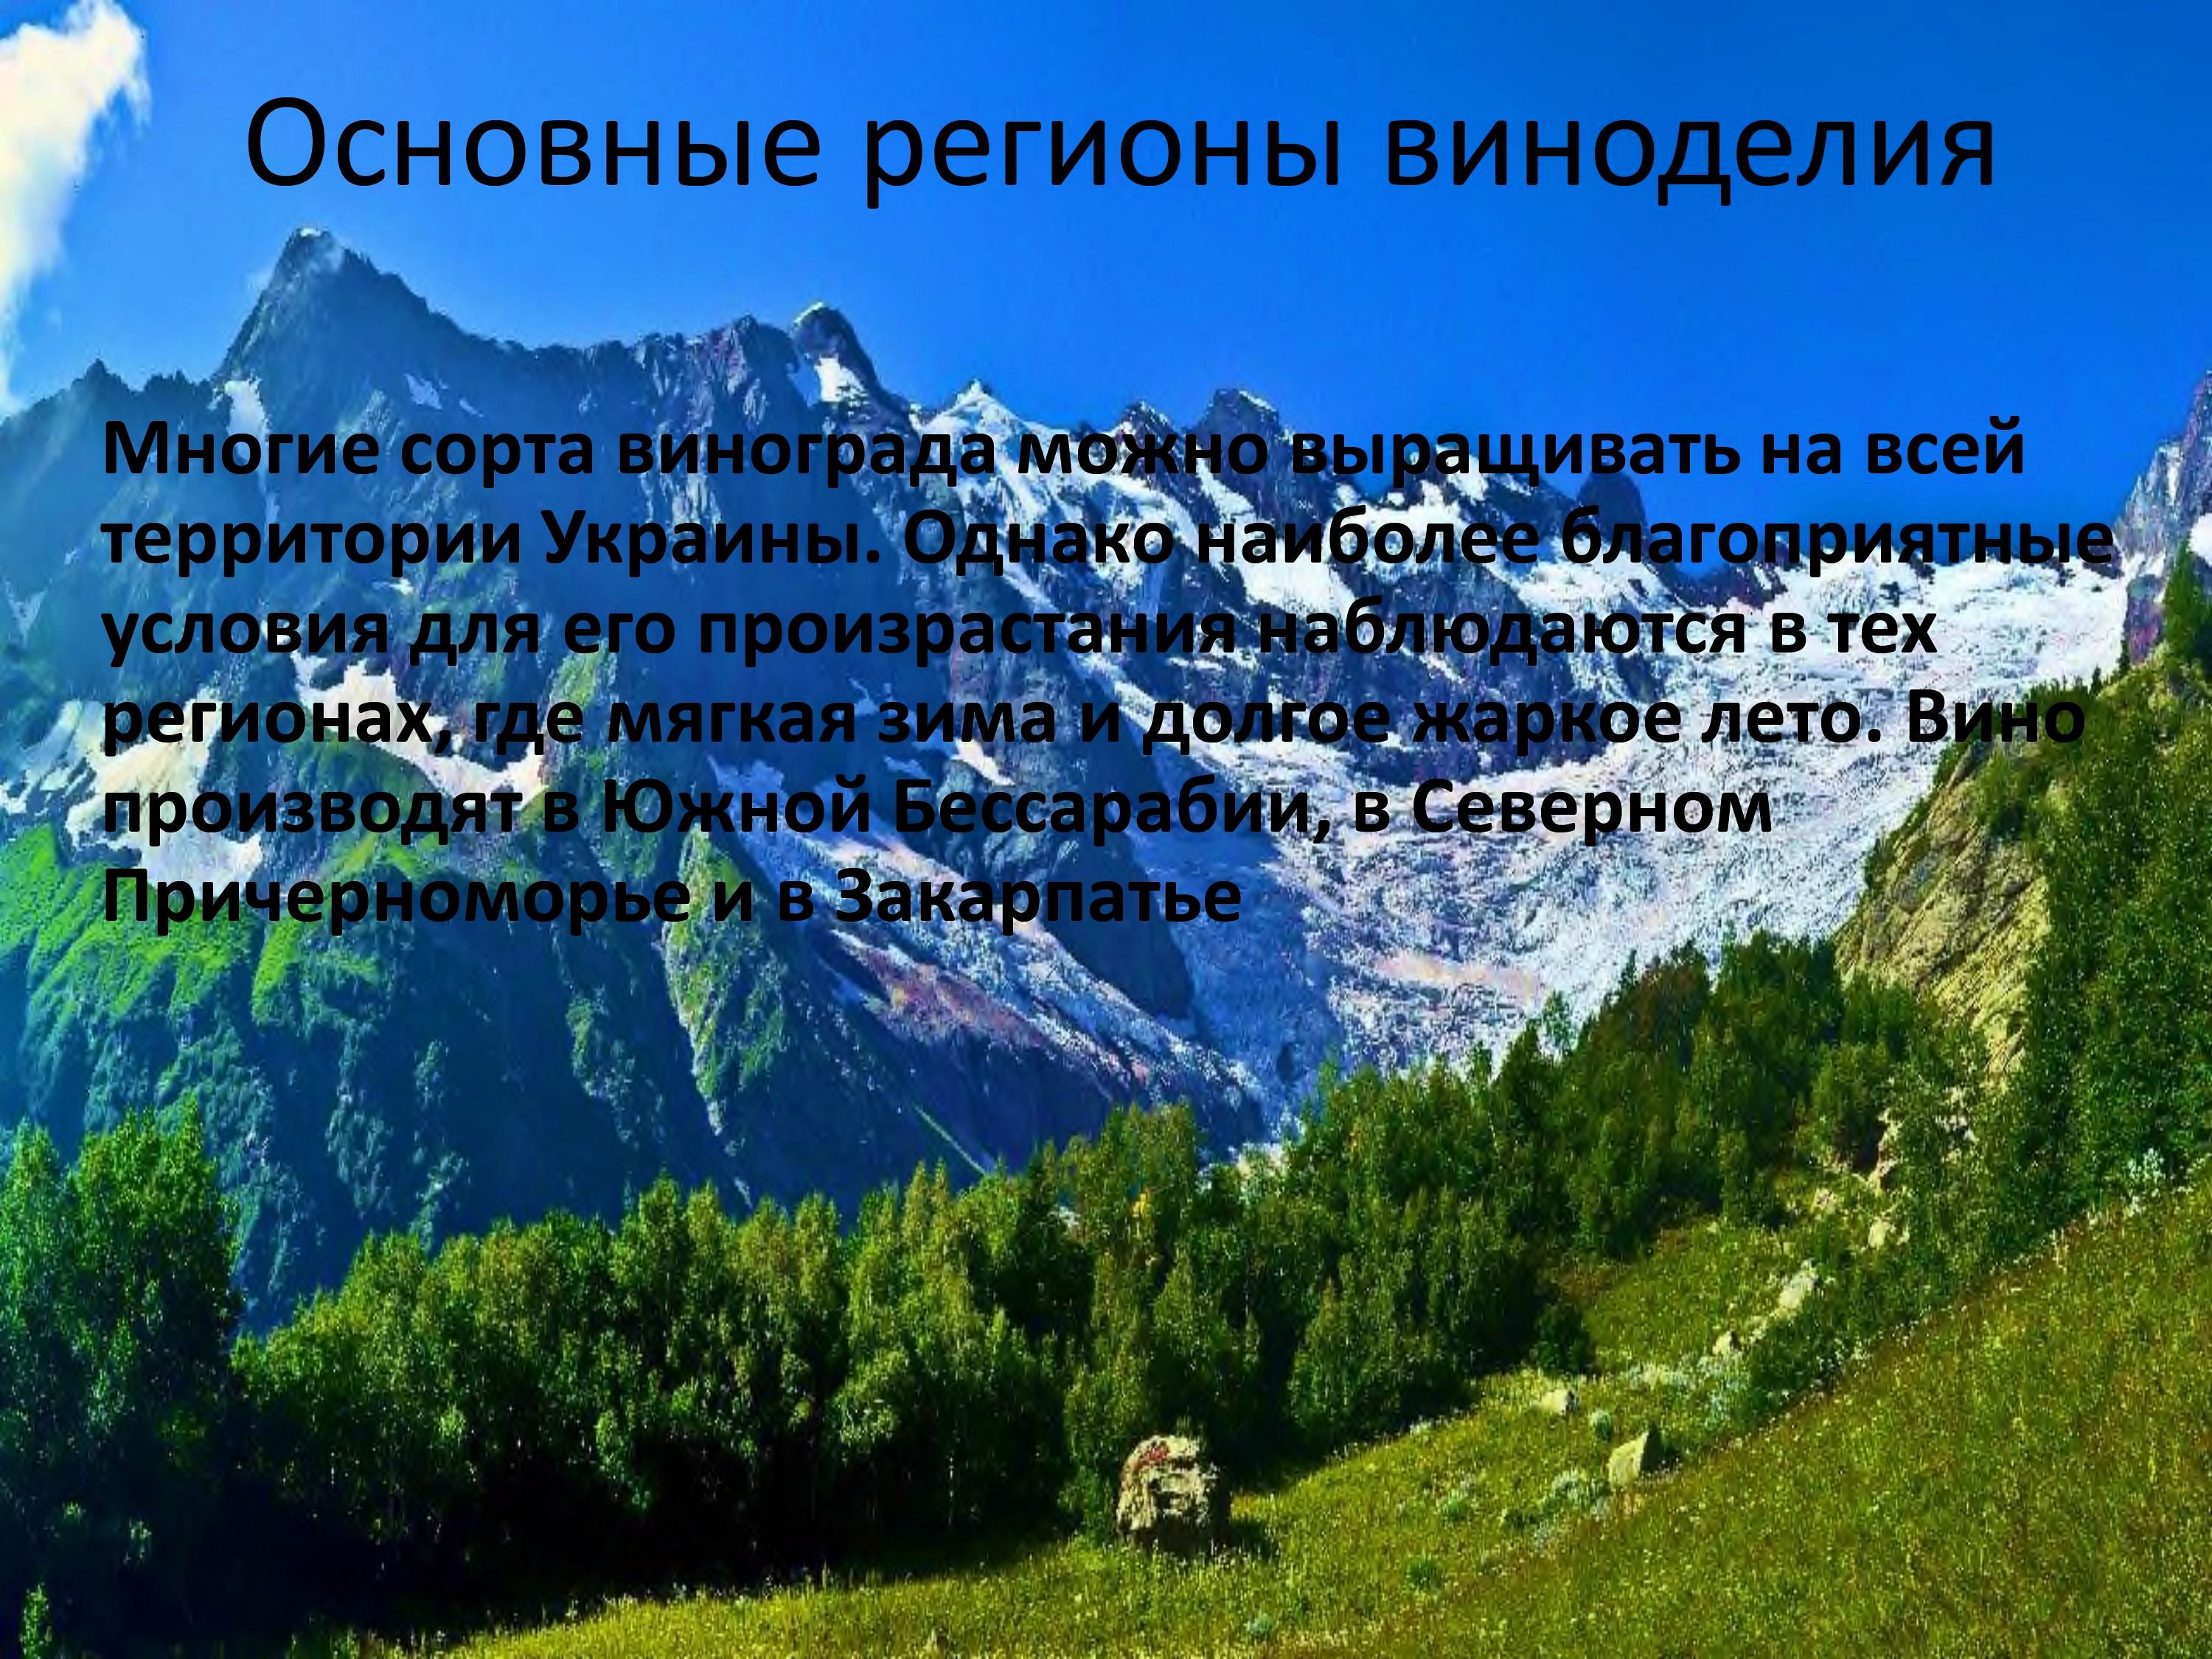 Основные регионы виноделия
Многие сорта винограда можно выращивать на всей
территории Украины. Однако наиболее благоприятные
условия для его произрастания наблюдаются в тех
регионах, где мягкая зима и долгое жаркое лето. Вино
производят в Южной Бессарабии, в Северном
Причерноморье и в Закарпатье